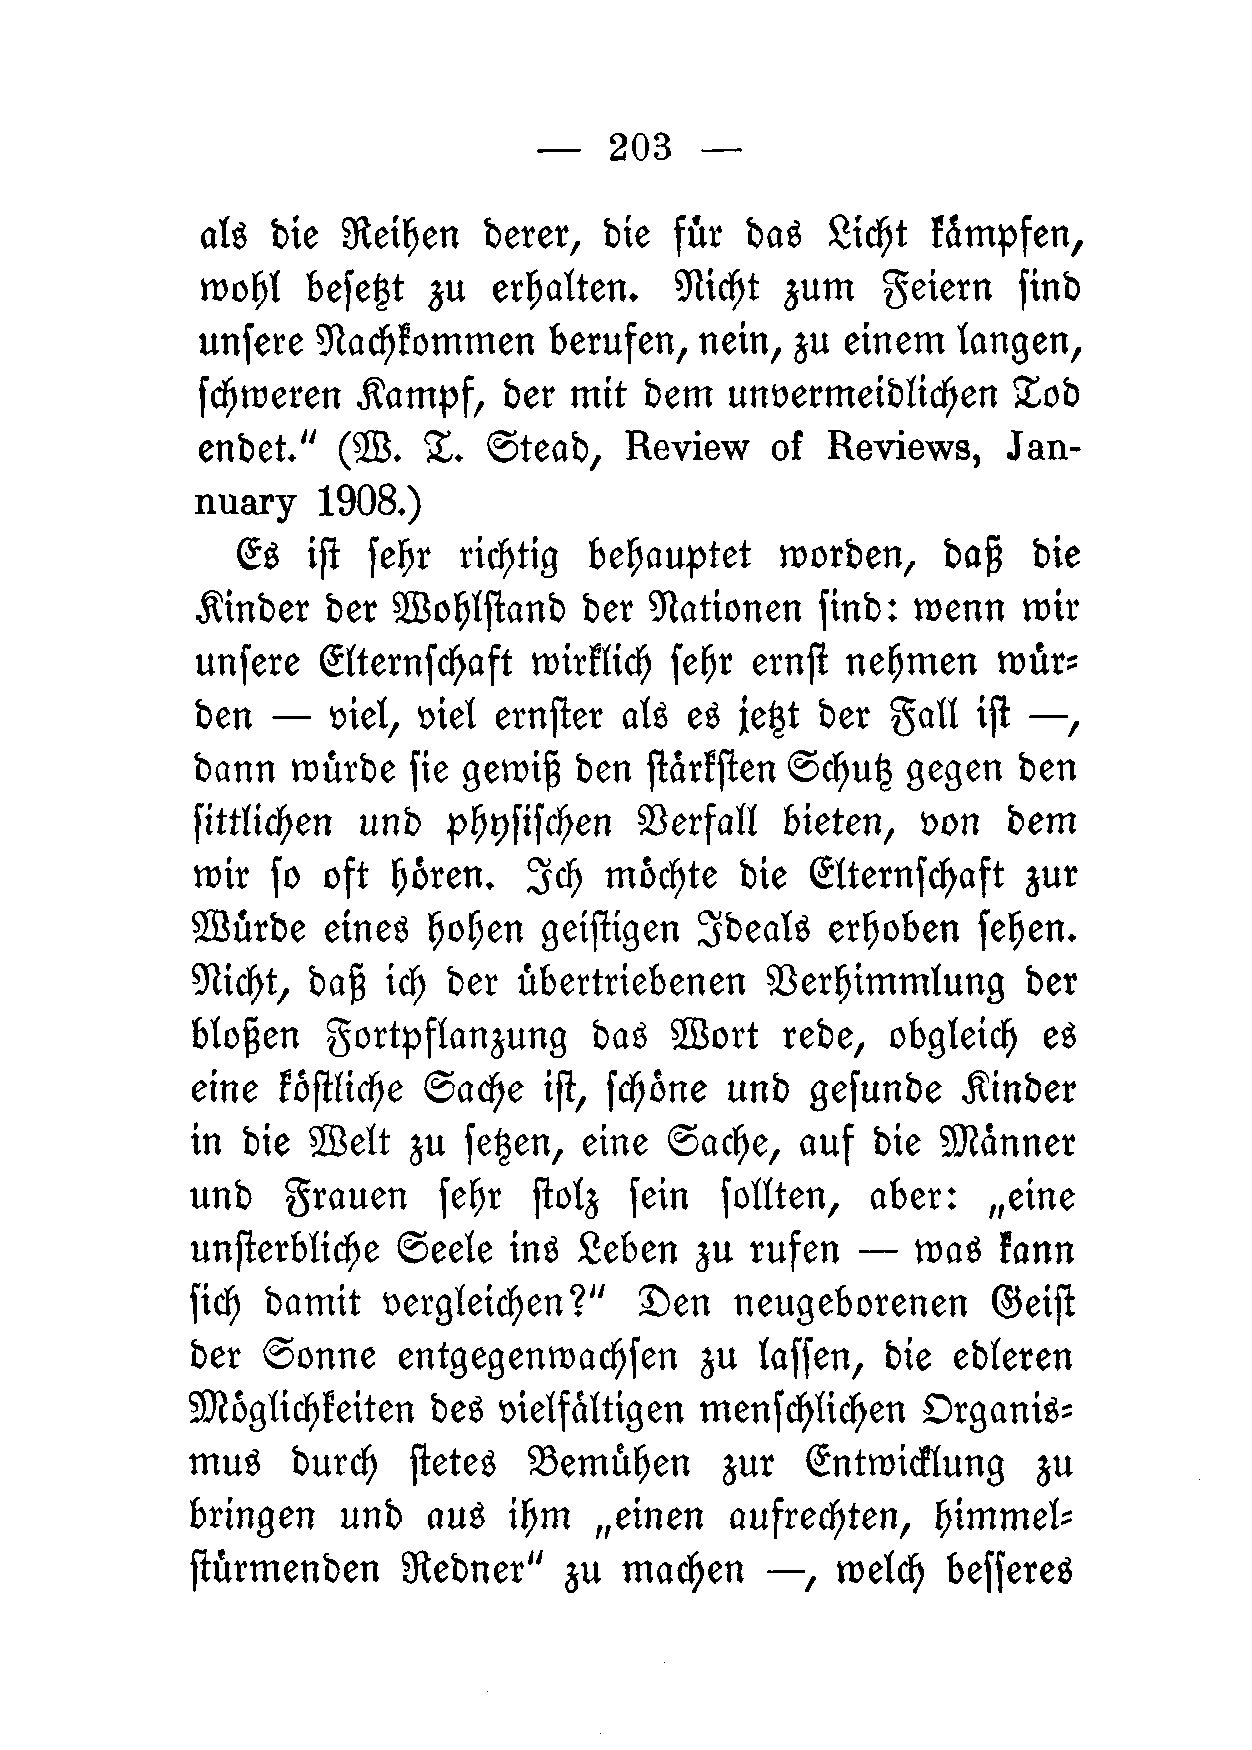 — 203 —
als die Reihen derer, die für das Licht kämpfen,
wohl besetzt zu erhalten. Nicht zum Feiern sind
unsere Nachkommen berufen, nein, zu einem langen,
schweren Kampf, der mit dem unvermeidlichen Tod
endet." (W. T. Stead, Review of Reviews, Jan-
nuary 1908.)
Es ist sehr richtig behauptet worden, daß die
Kinder der Wohlstand der Nationen sind: wenn wir
unsere Elternschaft wirklich sehr ernst nehmen wür-
den — viel, viel ernster als es jetzt der Fall ist —,
dann würde sie gewiß den stärksten Schutz gegen den
sittlichen und physischen Verfall bieten, von dem
wir so oft hören. Ich möchte die Elternschaft zur
Würde eines hohen geistigen Ideals erhoben sehen.
Nicht, daß ich der übertriebenen Verhimmlung der
bloßen Fortpflanzung das Wort rede, obgleich es
eine köstliche Sache ist, schöne und gesunde Kinder
in die Welt zu setzen, eine Sache, auf die Männer
und Frauen sehr stolz sein sollten, aber: „eine
unsterbliche Seele ins Leben zu rufen — was kann
sich damit vergleichen?" Den neugeborenen Geist
der Sonne entgegenwachsen zu lassen, die edleren
Möglichkeiten des vielfältigen menschlichen Organis-
mus durch stetes Bemühen zur Entwicklung zu
bringen und aus ihm „einen aufrechten, himmel-
stürmenden Redner" zu machen —, welch besseres